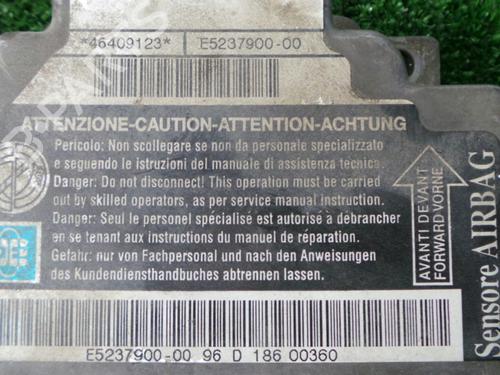 *46409123*
E5237900-00
ATTENZIONE-CAUTION-ATTENTION-ACHTUNG
Pericolo: Non scollegare se non da personale specializzato
e seguendo le istruzioni del manuale di assistenza tecnica.
Danger: Do not disconnect! This operation must be carried
out by skilled operators, as per service manual instruction.
Danger: Seul le personel spécialisé est autorisé à debrancher
en se tenant aux instructions du manuel de réparation.
Gefahr: nur von Fachpersonal und nach den Anweisungen
des Kundendiensthandbuches abtrennen lassen.
AVANTI DEVANT
FORWARD VORNE
Sensore AIRBAG
E5237900-00 96 D 186 00360